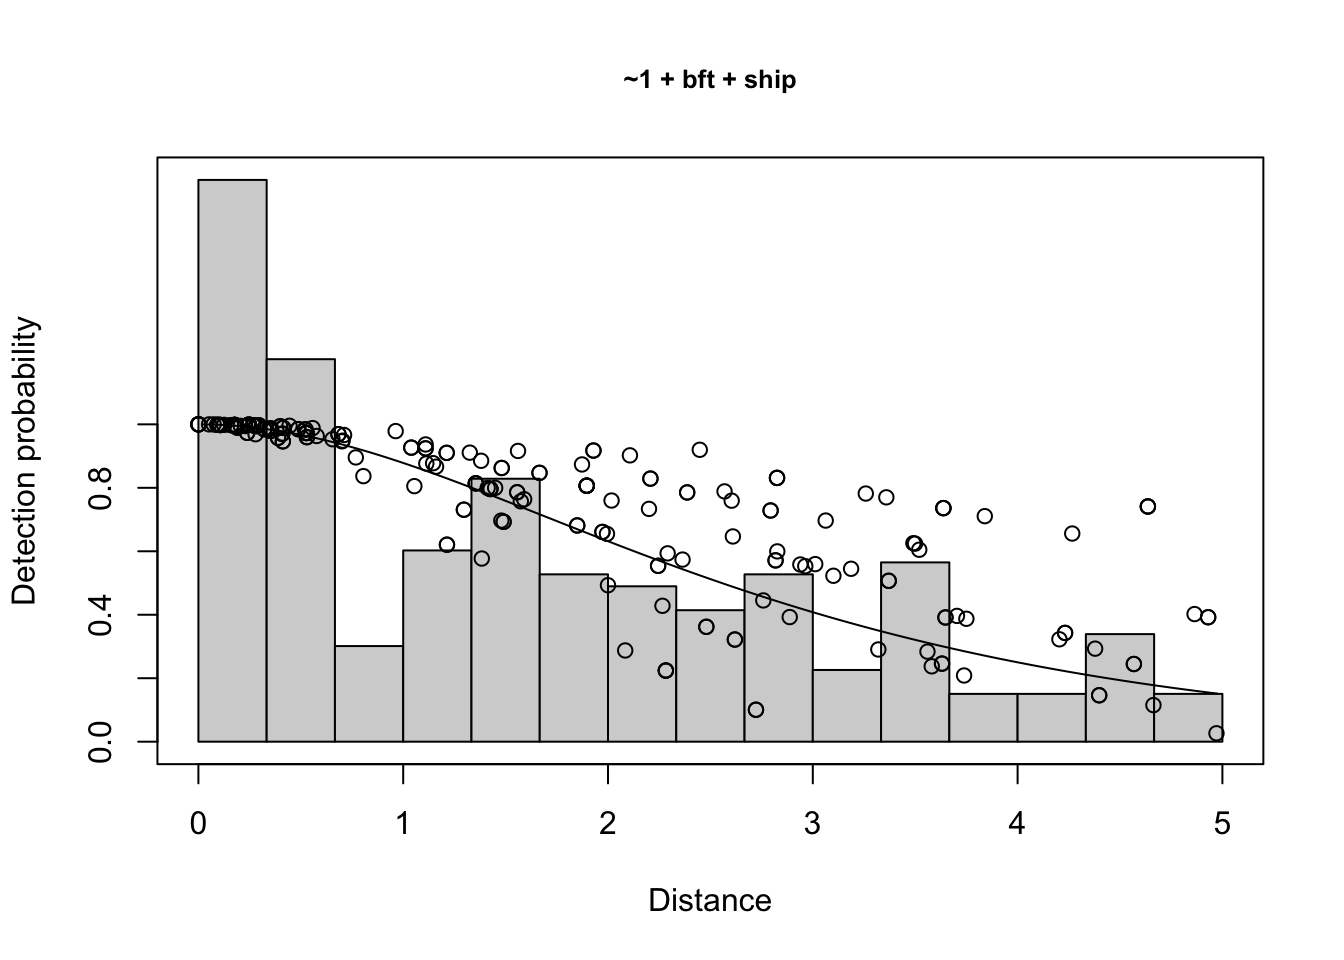 ~1 + bft + ship
Detection probability
0.8
0.4
0.0
0 1 2 3 4 5
Distance